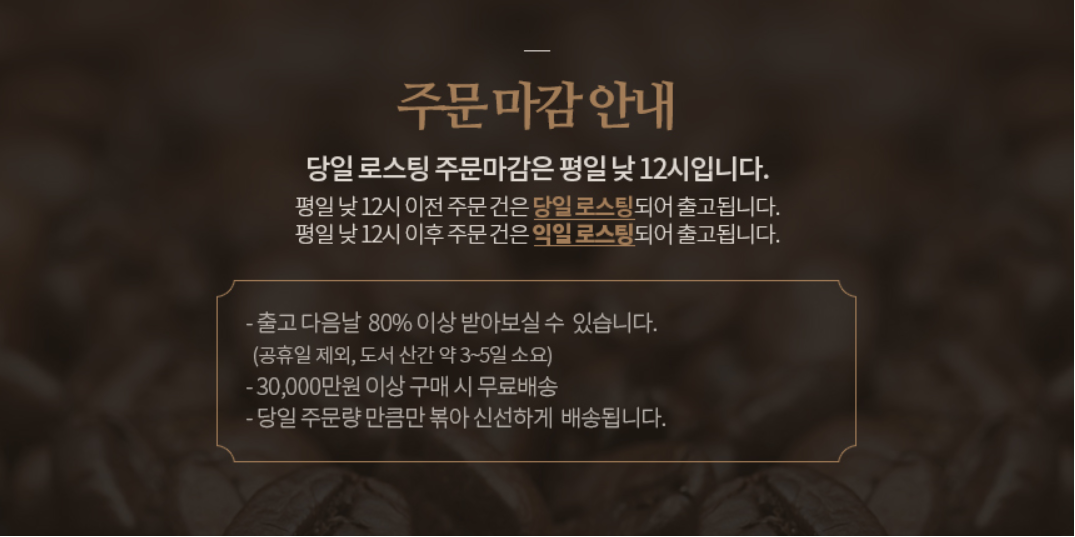 주문 마감 안내
당일 로스팅 주문마감은 평일 낮 12시입니다.
평일 낮 12시 이전 주문 건은 당일 로스팅되어 출고됩니다.
평일 낮 12시 이후 주문 건은 익일 로스팅되어 출고됩니다.
- 출고 다음날 80% 이상 받아보실 수 있습니다.
(공휴일 제외, 도서 산간 약 3~5일 소요)
- 30,000만원 이상 구매 시 무료배송
- 당일 주문량 만큼만 볶아 신선하게 배송됩니다.